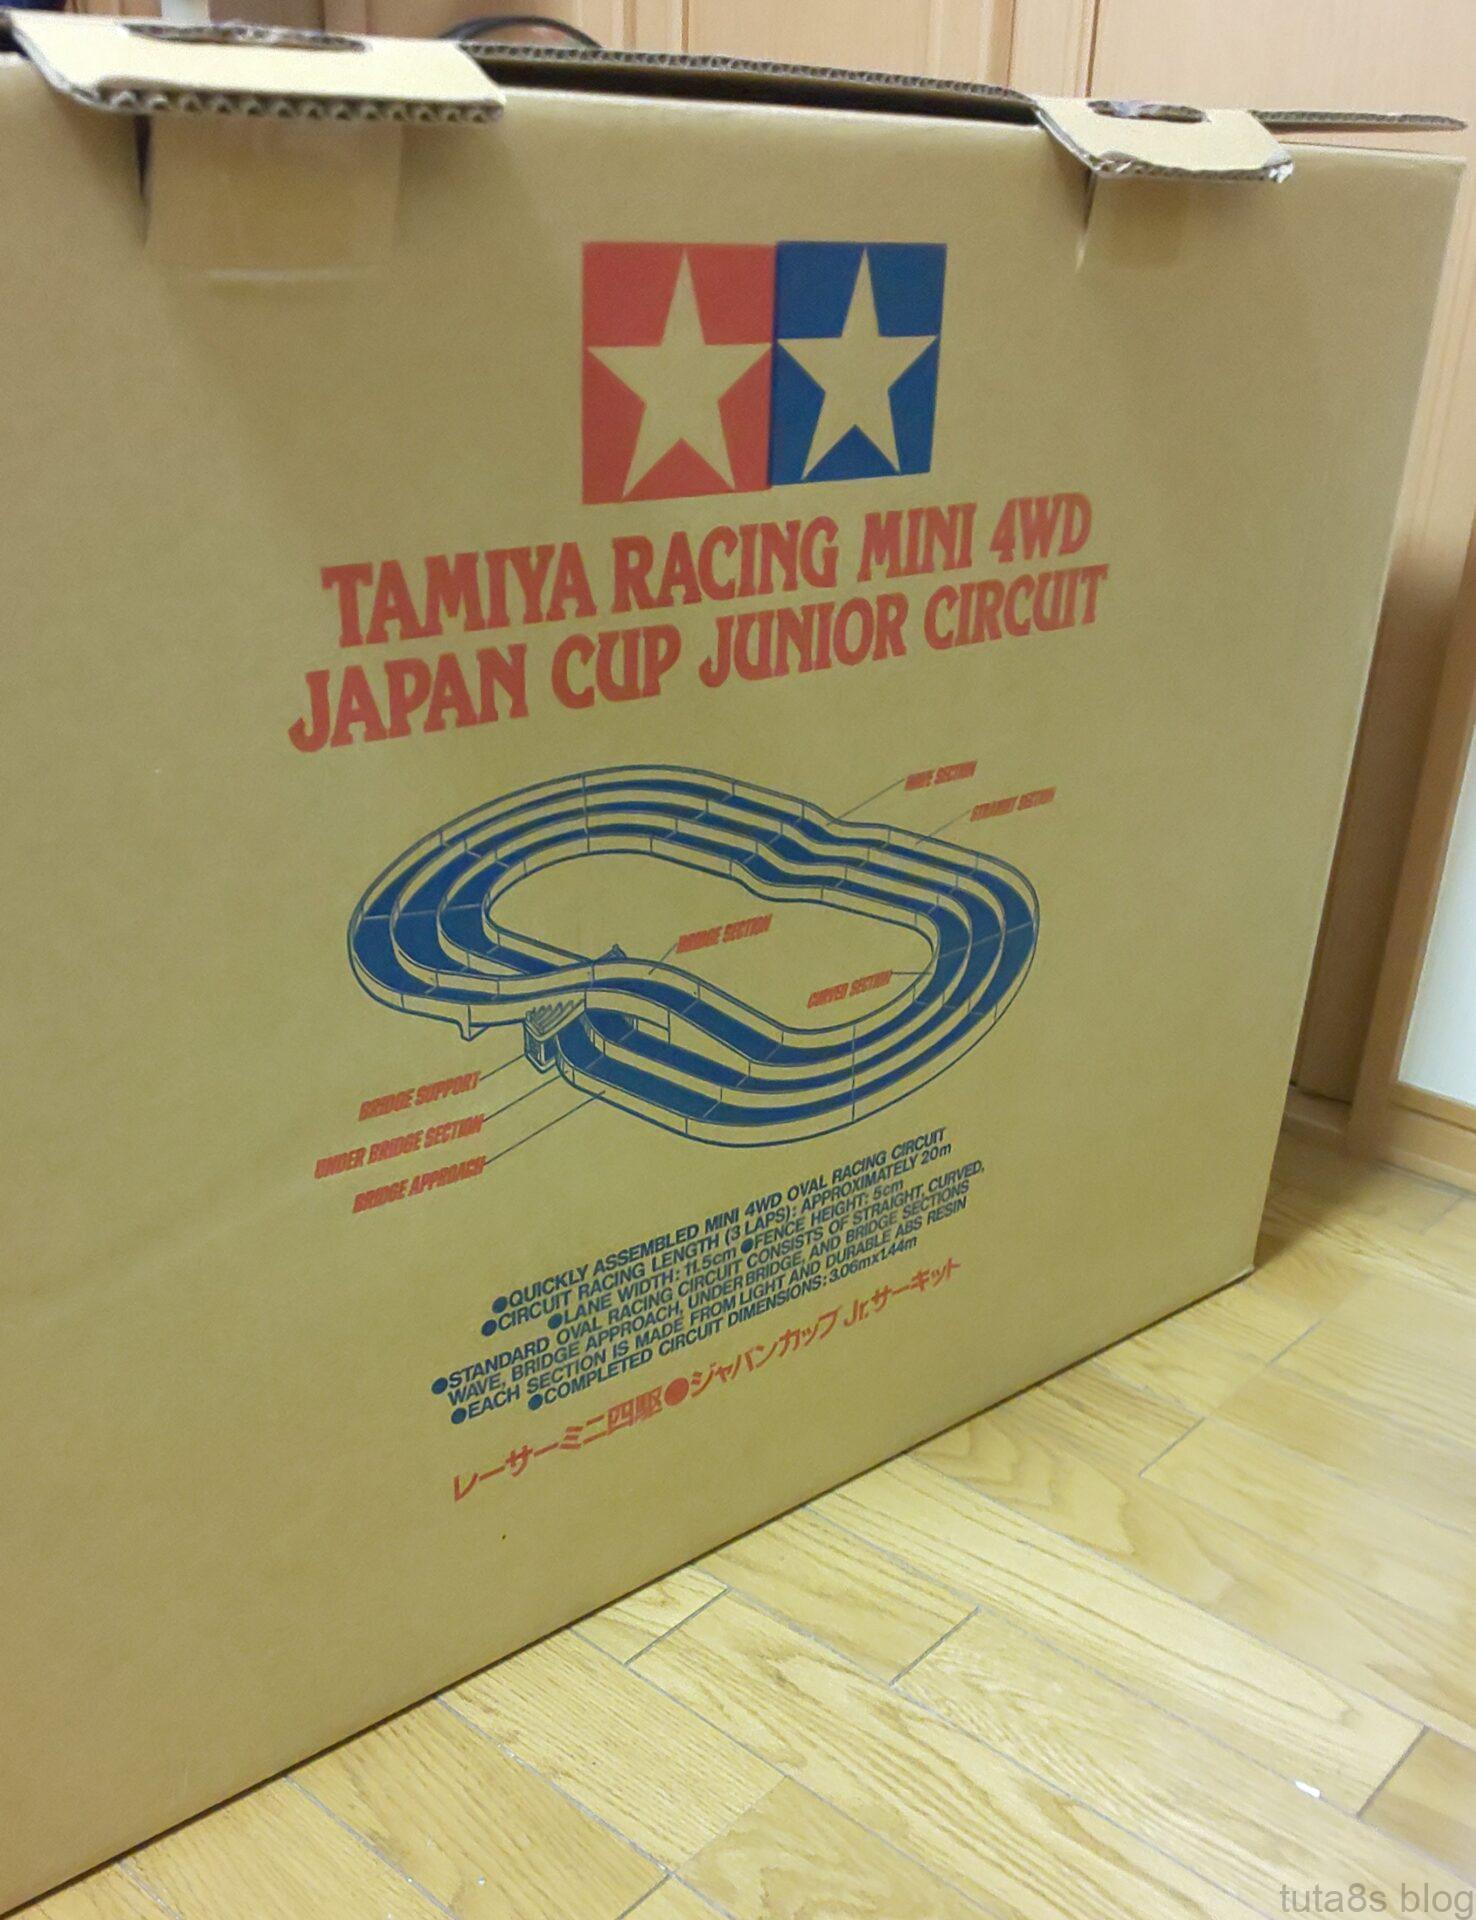 TAMIYA RACING MINI 4WD
JAPAN CUP JUNIOR CIRCUIT
WAVE SECTION
STRAIGHT SECTION
BRIDGE SECTION
CURVED SECTION
BRIDGE SUPPORT
UNDER BRIDGE SECTION
BRIDGE APPROACH
●QUICKLY ASSEMBLED MINI 4WD OVAL RACING CIRCUIT
●CIRCUIT RACING LENGTH (3 LAPS): APPROXIMATELY 20m
●LANE WIDTH: 11.5cm ●FENCE HEIGHT: 5cm
●STANDARD OVAL RACING CIRCUIT CONSISTS OF STRAIGHT, CURVED,
WAVE, BRIDGE APPROACH, UNDER BRIDGE, AND BRIDGE SECTIONS
●EACH SECTION IS MADE FROM LIGHT AND DURABLE ABS RESIN
●COMPLETED CIRCUIT DIMENSIONS: 3.06m×1.44m
レーサーミニ四駆●ジャパンカップ Jr.サーキット
tuta8s blog